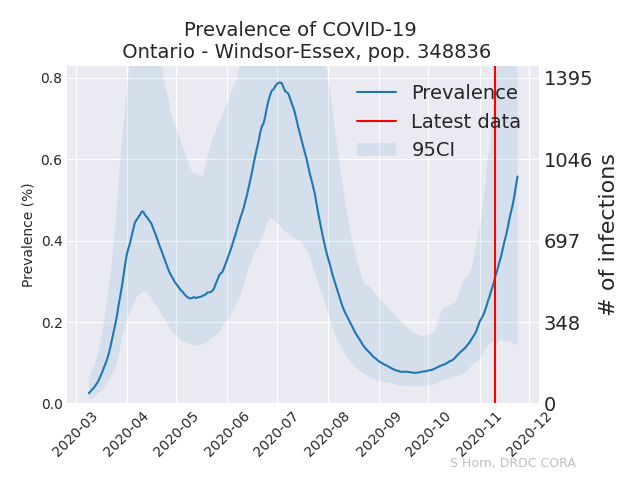 Prevalence of COVID-19
Ontario - Windsor-Essex, pop. 348836
Prevalence (%)
0.8
0.6
0.4
0.2
0.0
Prevalence
Latest data
95CI
1395
1046
697
348
0
# of infections
2020-03
2020-04
2020-05
2020-06
2020-07
2020-08
2020-09
2020-10
2020-11
2020-12
S Horn, DRDC CORA